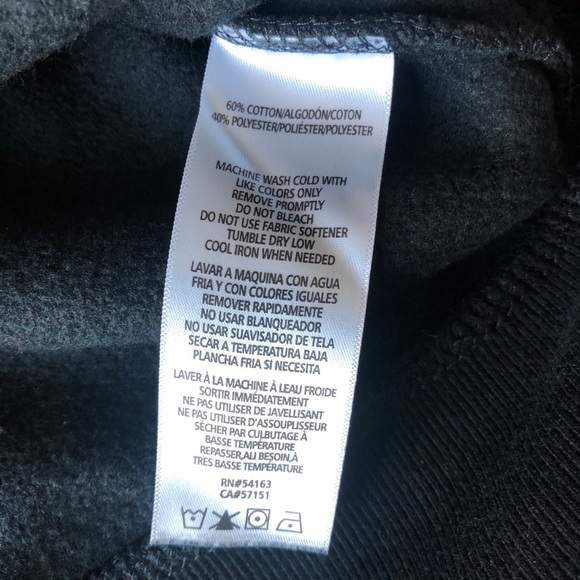 60% COTTON/ALGODÓN/COTON
40% POLYESTER/POLIÉSTER/POLYESTER
MACHINE WASH COLD WITH
LIKE COLORS ONLY
REMOVE PROMPTLY
DO NOT BLEACH
DO NOT USE FABRIC SOFTENER
TUMBLE DRY LOW
COOL IRON WHEN NEEDED
LAVAR A MAQUINA CON AGUA
FRIA Y CON COLORES IGUALES
REMOVER RAPIDAMENTE
NO USAR BLANQUEADOR
NO USAR SUAVISADOR DE TELA
SECAR A TEMPERATURA BAJA
PLANCHA FRIA SI NECESITA
LAVER À LA MACHINE À LEAU FROIDE
SORTIR IMMÉDIATEMENT
NE PAS UTILISER DE JAVELLISANT
NE PAS UTILISER D'ASSOUPLISSEUR
SÉCHER PAR CULBUTAGE À
BASSE TEMPÉRATURE
REPASSER,AU BESOIN,À
TRES BASSE TEMPÉRATURE
RN#54163
CA#57151